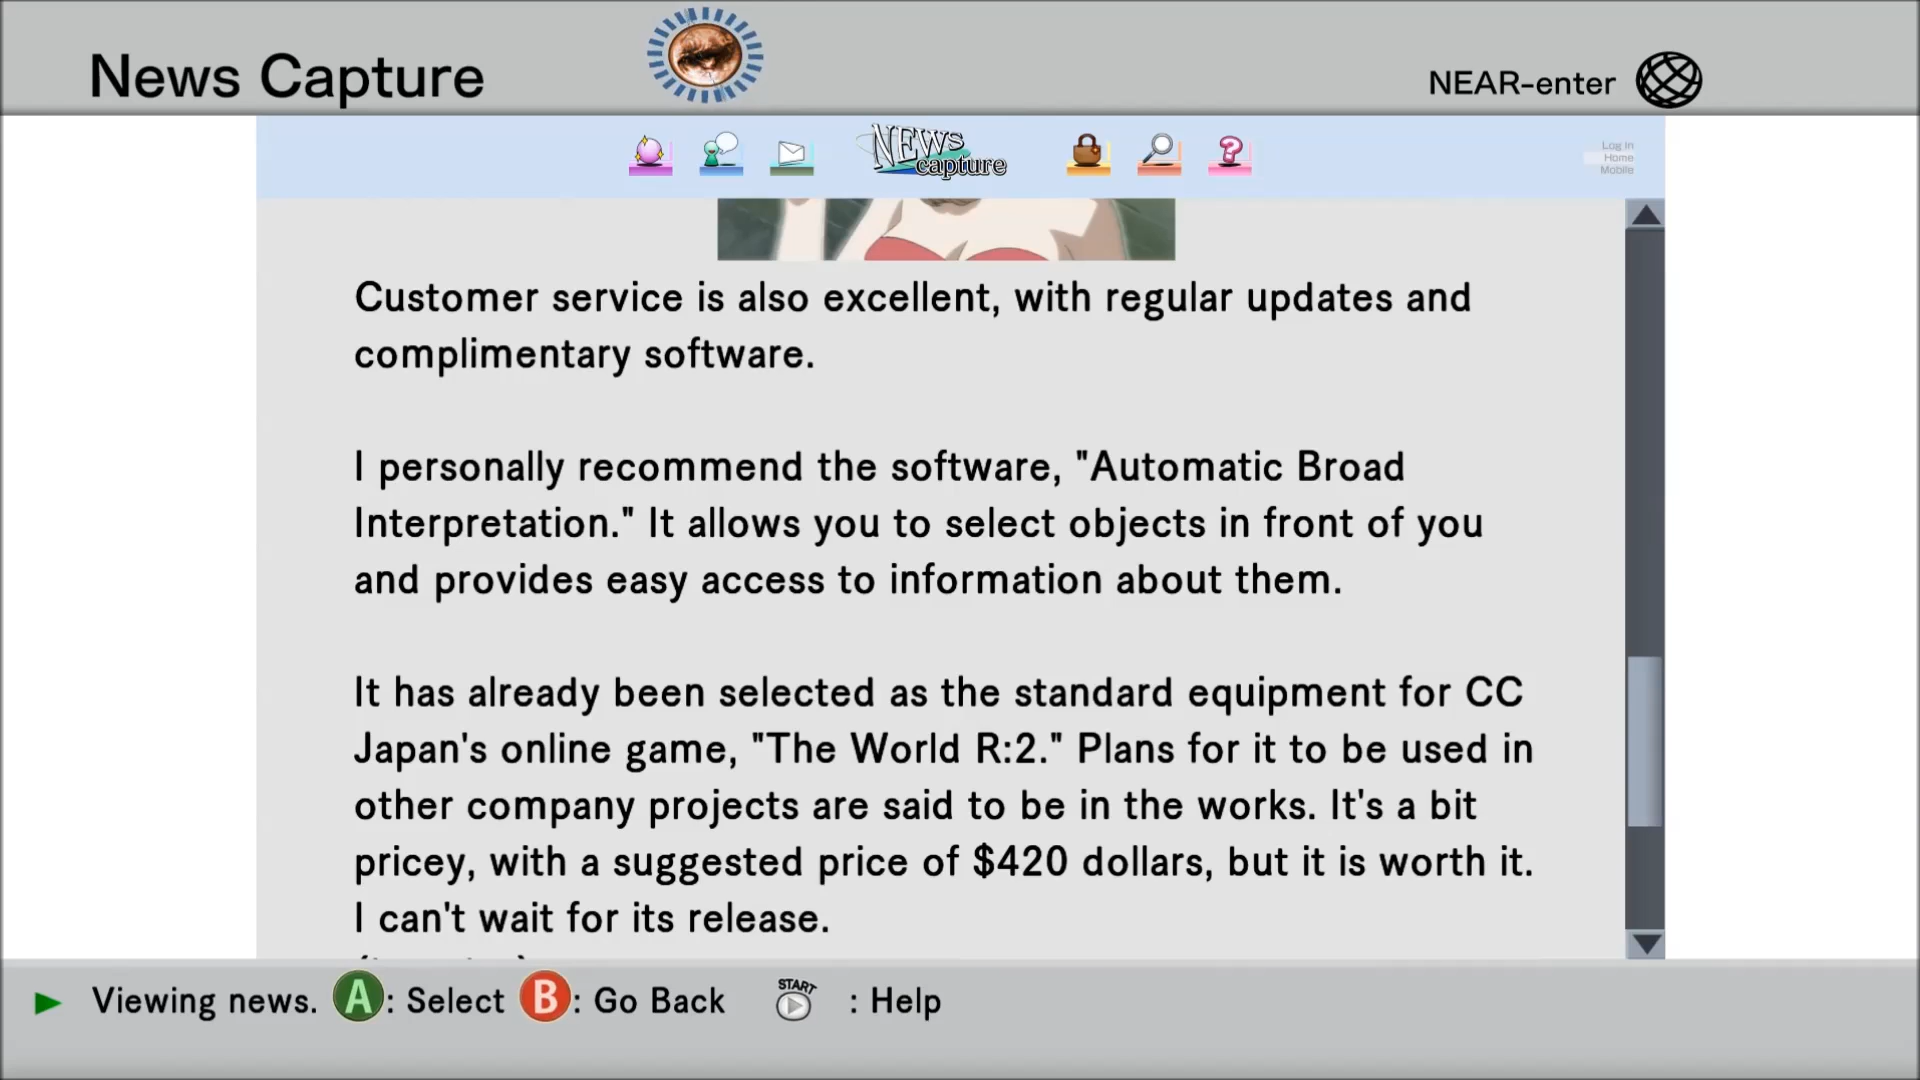 News Capture
NEAR-enter
NEWS
capture
Log In
Home
Mobile
Customer service is also excellent, with regular updates and
complimentary software.
I personally recommend the software, "Automatic Broad
Interpretation." It allows you to select objects in front of you
and provides easy access to information about them.
It has already been selected as the standard equipment for CC
Japan's online game, "The World R:2." Plans for it to be used in
other company projects are said to be in the works. It's a bit
pricey, with a suggested price of $420 dollars, but it is worth it.
I can't wait for its release.
Viewing news. A : Select B : Go Back START : Help